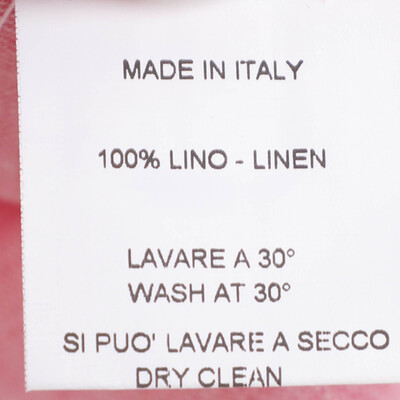 MADE IN ITALY
100% LINO - LINEN
LAVARE A 30°
WASH AT 30°
SI PUO' LAVARE A SECCO
DRY CLEAN